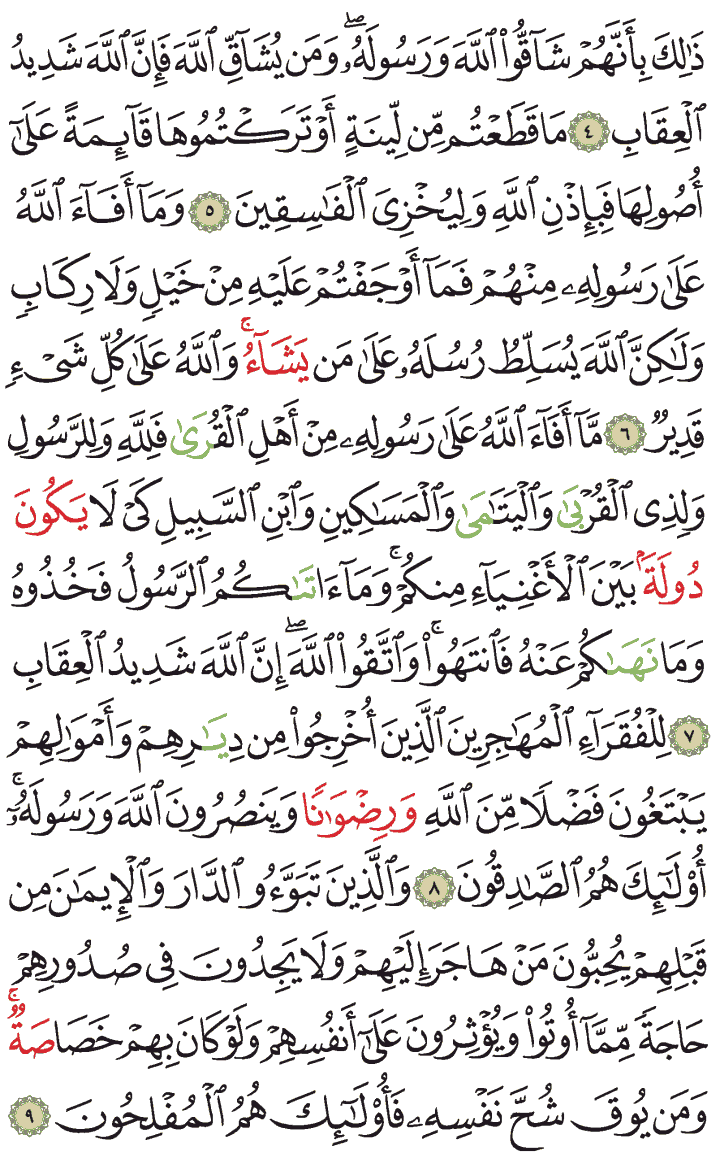 ذَٰلِكَ بِأَنَّهُمْ شَآقُّوا۟ ٱللَّهَ وَرَسُولَهُۥ ۖ وَمَن يُشَآقِّ ٱللَّهَ فَإِنَّ ٱللَّهَ شَدِيدُ
ٱلْعِقَابِ ٤ مَا قَطَعْتُم مِّن لِّينَةٍ أَوْ تَرَكْتُمُوهَا قَآئِمَةً عَلَىٰٓ
أُصُولِهَا فَبِإِذْنِ ٱللَّهِ وَلِيُخْزِىَ ٱلْفَـٰسِقِينَ ٥ وَمَآ أَفَآءَ ٱللَّهُ
عَلَىٰ رَسُولِهِۦ مِنْهُمْ فَمَآ أَوْجَفْتُمْ عَلَيْهِ مِنْ خَيْلٍ وَلَا رِكَابٍ
وَلَـٰكِنَّ ٱللَّهَ يُسَلِّطُ رُسُلَهُۥ عَلَىٰ مَن يَشَآءُ ۚ وَٱللَّهُ عَلَىٰ كُلِّ شَىْءٍ
قَدِيرٌ ٦ مَّآ أَفَآءَ ٱللَّهُ عَلَىٰ رَسُولِهِۦ مِنْ أَهْلِ ٱلْقُرَىٰ فَلِلَّهِ وَلِلرَّسُولِ
وَلِذِى ٱلْقُرْبَىٰ وَٱلْيَتَـٰمَىٰ وَٱلْمَسَـٰكِينِ وَٱبْنِ ٱلسَّبِيلِ كَىْ لَا يَكُونَ
دُولَةًۢ بَيْنَ ٱلْأَغْنِيَآءِ مِنكُمْ ۚ وَمَآ ءَاتَىٰكُمُ ٱلرَّسُولُ فَخُذُوهُ
وَمَا نَهَىٰكُمْ عَنْهُ فَٱنتَهُوا۟ ۚ وَٱتَّقُوا۟ ٱللَّهَ ۖ إِنَّ ٱللَّهَ شَدِيدُ ٱلْعِقَابِ
٧ لِلْفُقَرَآءِ ٱلْمُهَـٰجِرِينَ ٱلَّذِينَ أُخْرِجُوا۟ مِن دِيَـٰرِهِمْ وَأَمْوَٰلِهِمْ
يَبْتَغُونَ فَضْلًا مِّنَ ٱللَّهِ وَرِضْوَٰنًا وَيَنصُرُونَ ٱللَّهَ وَرَسُولَهُۥٓ ۚ
أُو۟لَـٰٓئِكَ هُمُ ٱلصَّـٰدِقُونَ ٨ وَٱلَّذِينَ تَبَوَّءُو ٱلدَّارَ وَٱلْإِيمَـٰنَ مِن
قَبْلِهِمْ يُحِبُّونَ مَنْ هَاجَرَ إِلَيْهِمْ وَلَا يَجِدُونَ فِى صُدُورِهِمْ
حَاجَةً مِّمَّآ أُوتُوا۟ وَيُؤْثِرُونَ عَلَىٰٓ أَنفُسِهِمْ وَلَوْ كَانَ بِهِمْ خَصَاصَةٌ ۚ
وَمَن يُوقَ شُحَّ نَفْسِهِۦ فَأُو۟لَـٰٓئِكَ هُمُ ٱلْمُفْلِحُونَ ٩